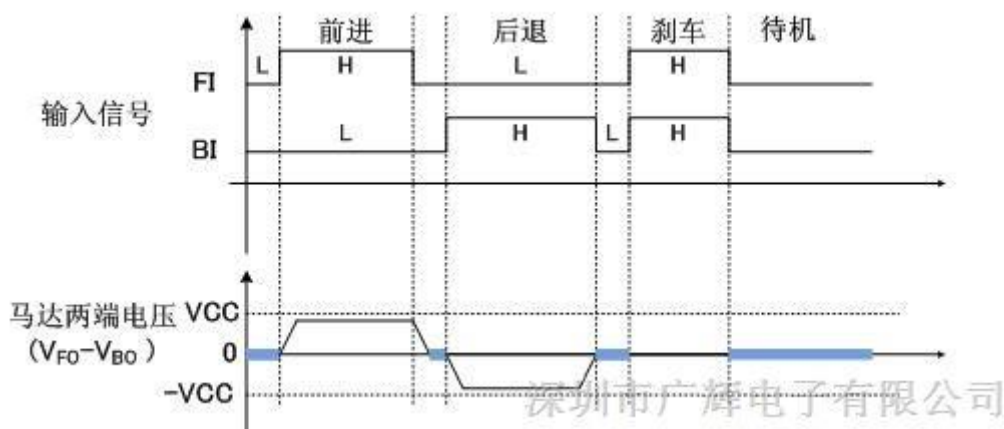 前进 后退 刹车 待机
L H L H
FI
输入信号
L H L H
BI
马达两端电压 VCC
(VFO-VBO) 0
-VCC
深圳市广辉电子有限公司